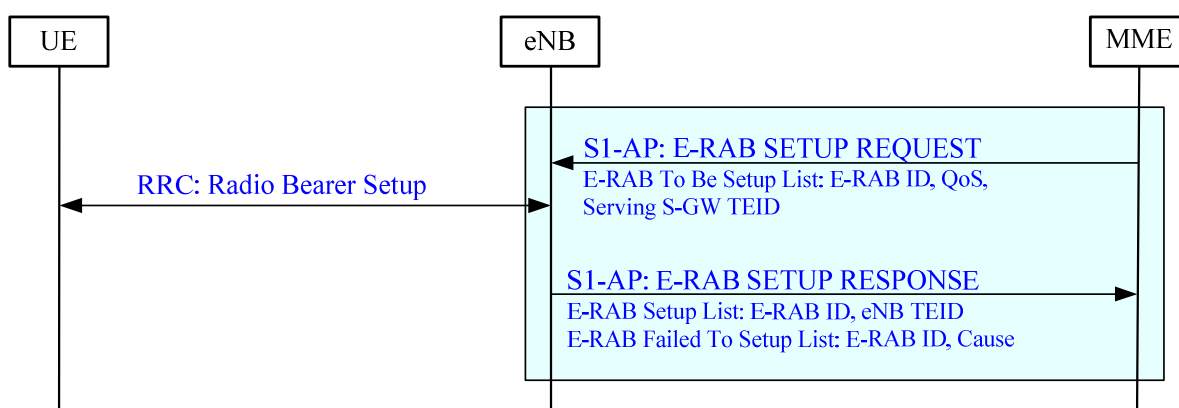 UE
eNB
MME
S1-AP: E-RAB SETUP REQUEST
E-RAB To Be Setup List: E-RAB ID, QoS,
Serving S-GW TEID
RRC: Radio Bearer Setup
S1-AP: E-RAB SETUP RESPONSE
E-RAB Setup List: E-RAB ID, eNB TEID
E-RAB Failed To Setup List: E-RAB ID, Cause